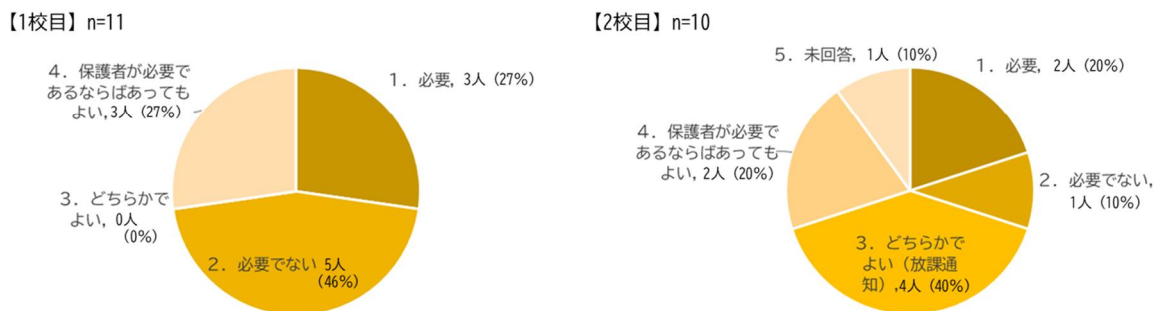 【1校目】n=11
4．保護者が必要で
あるならばあっても
よい,3人（27%）
1．必要, 3人（27%）
3．どちらかで
よい, 0人
（0%）
2．必要でない 5人
（46%）
【2校目】n=10
5．未回答, 1人（10%）
1．必要, 2人（20%）
4．保護者が必要で
あるならばあっても
よい, 2人（20%）
2．必要でない,
1人（10%）
3．どちらかで
よい（放課通
知）,4人（40%）